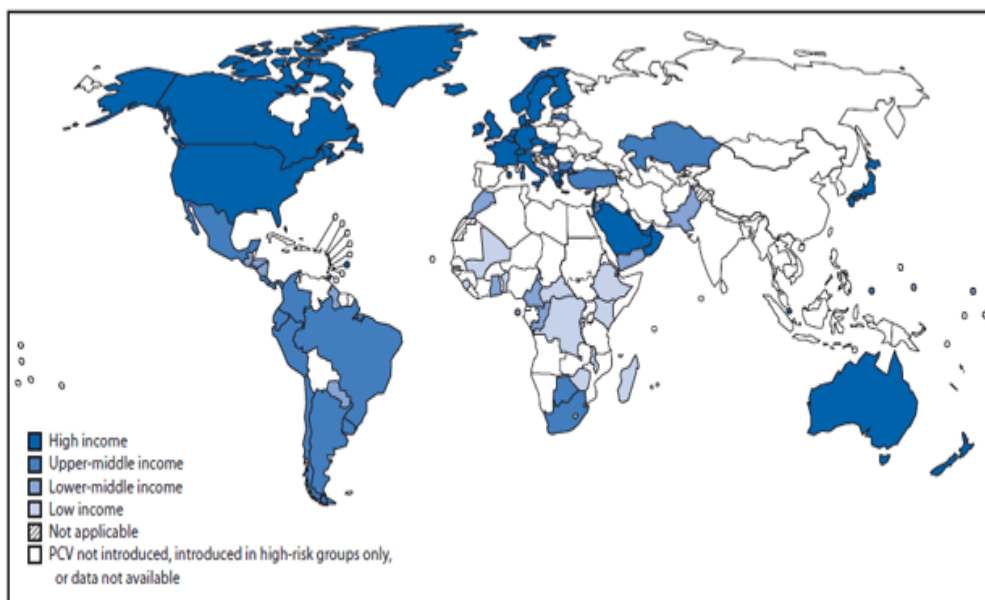 High income
Upper-middle income
Lower-middle income
Low income
Not applicable
PCV not introduced, introduced in high-risk groups only,
or data not available